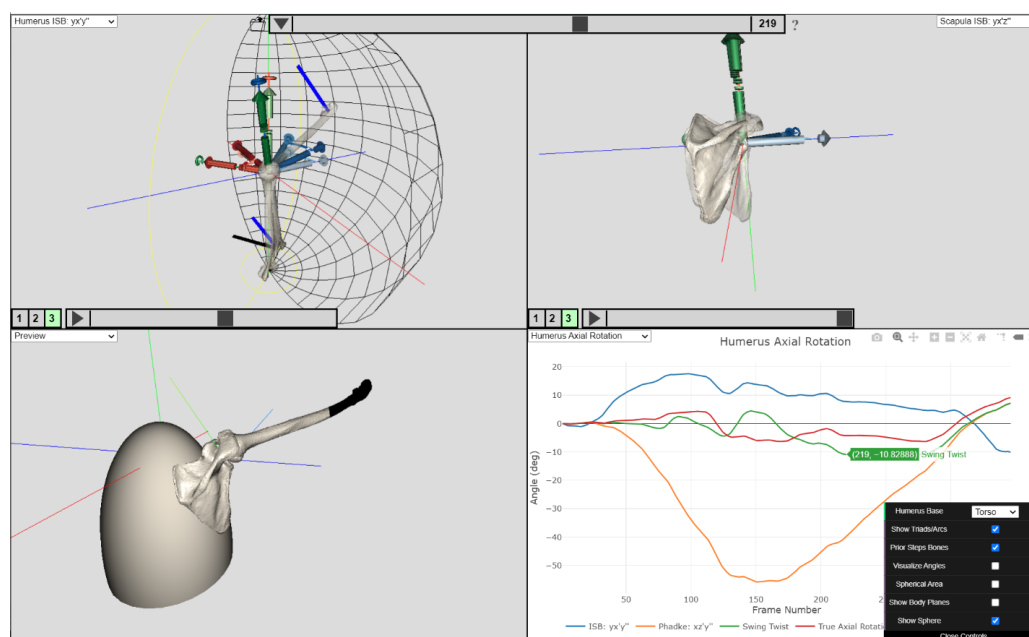 Humerus ISB: yx'y"
219 ?
Scapula ISB: yx'z"
1 2 3
1 2 3
Preview
Humerus Axial Rotation
Humerus Axial Rotation
20
10
0
−10
−20
−30
−40
−50
Angle (deg)
(219, −10.82888) Swing Twist
50
100
150
200
Frame Number
ISB: yx'y" Phadke: xz'y" Swing Twist True Axial Rotatio
Humerus Base Torso
Show Triads/Arcs
Prior Steps Bones
Visualize Angles
Spherical Area
Show Body Planes
Show Sphere
Close Controls